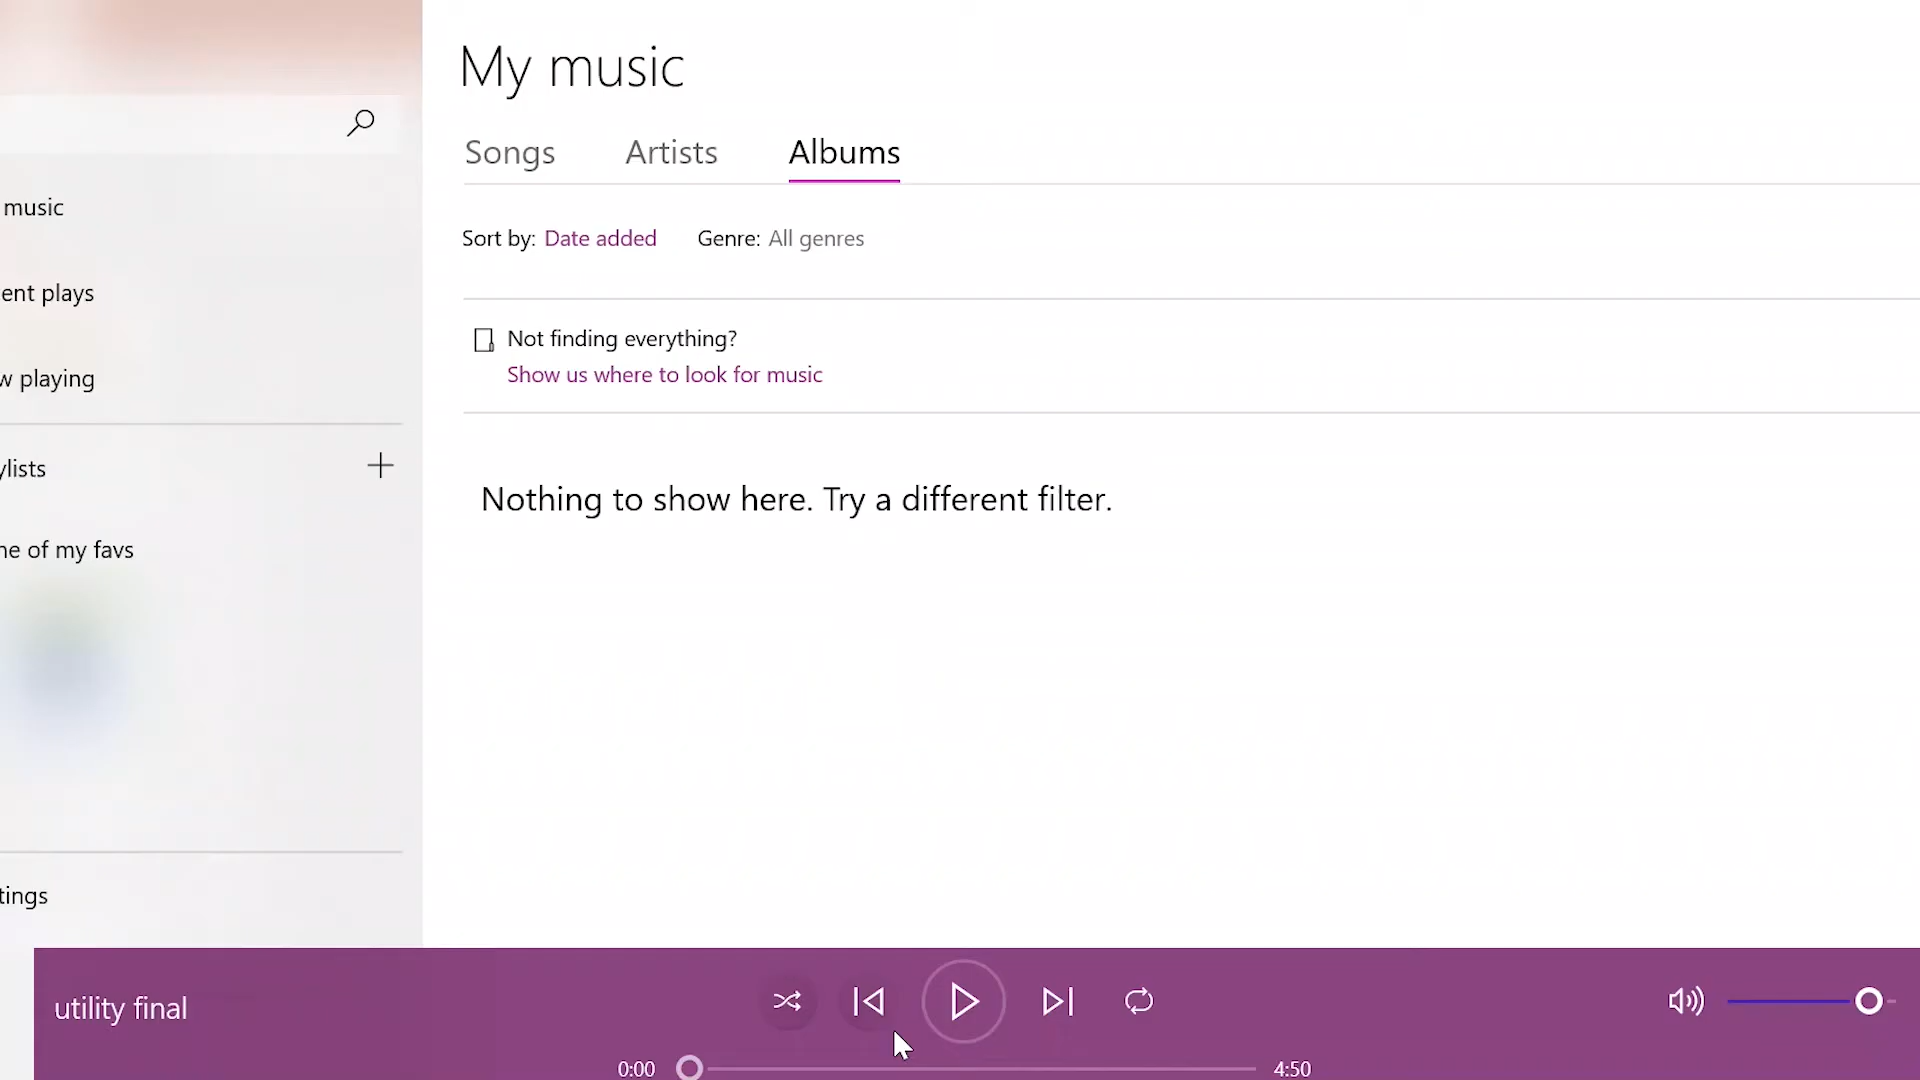 My music
Songs Artists Albums
music
Sort by: Date added Genre: All genres
ent plays
Not finding everything?
Show us where to look for music
w playing
ylists
Nothing to show here. Try a different filter.
ne of my favs
tings
utility final
0:00 4:50